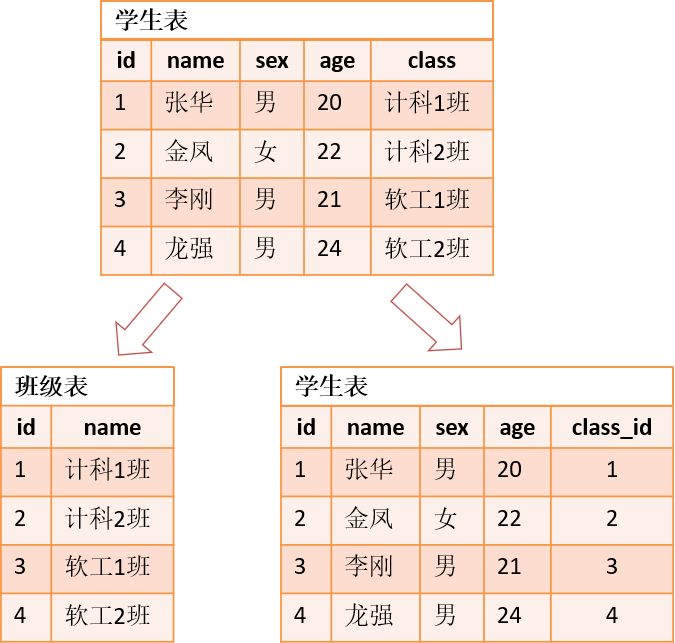 学生表
id name sex age class
1 张华 男 20 计科1班
2 金凤 女 22 计科2班
3 李刚 男 21 软工1班
4 龙强 男 24 软工2班
班级表
id name
1 计科1班
2 计科2班
3 软工1班
4 软工2班
学生表
id name sex age class_id
1 张华 男 20 1
2 金凤 女 22 2
3 李刚 男 21 3
4 龙强 男 24 4